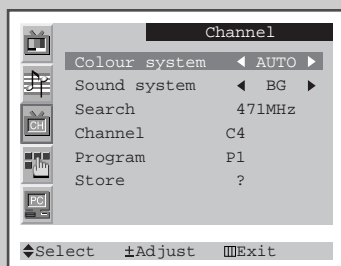 Channel
Colour system ◀ AUTO ▶
Sound system ◀ BG ▶
Search 471MHz
Channel C4
Program P1
Store ?
CH
PC
Select ±Adjust Exit